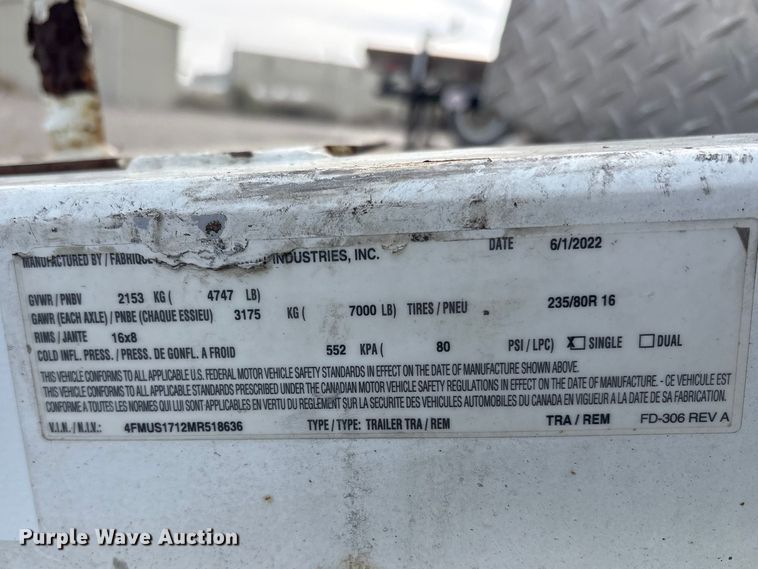 MANUFACTURED BY / FABRIQUE INDUSTRIES, INC. DATE 6/1/2022
GVWR / PNBV 2153 KG ( 4747 LB)
GAWR (EACH AXLE) / PNBE (CHAQUE ESSIEU) 3175 KG ( 7000 LB) TIRES / PNEU 235/80R 16
RIMS / JANTE 16x8
COLD INFL. PRESS. / PRESS. DE GONFL. A FROID 552 KPA ( 80 PSI / LPC) X SINGLE DUAL
THIS VEHICLE CONFORMS TO ALL APPLICABLE U.S. FEDERAL MOTOR VEHICLE SAFETY STANDARDS IN EFFECT ON THE DATE OF MANUFACTURE SHOWN ABOVE.
THIS VEHICLE CONFORMS TO ALL APPLICABLE STANDARDS PRESCRIBED UNDER THE CANADIAN MOTOR VEHICLE SAFETY REGULATIONS IN EFFECT ON THE DATE OF MANUFACTURE. - CE VEHICULE EST
CONFORME A TOUTES LES NORMES QUI LUI SONT APPLICABLES EN VERTU DU REGLEMENT SUR LA SECURITE DES VEHICULES AUTOMOBILES DU CANADA EN VIGUEUR A LA DATE DE SA FABRICATION.
V.I.N. / N.I.V.: 4FMUS1712MR518636 TYPE / TYPE: TRAILER TRA / REM TRA / REM FD-306 REV A
Purple Wave Auction